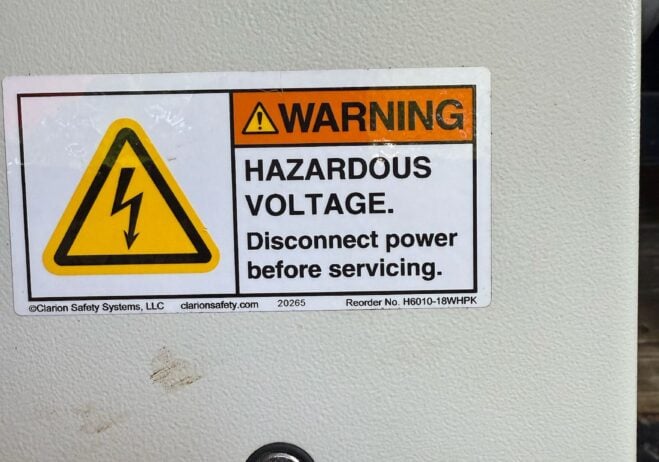 WARNING
HAZARDOUS
VOLTAGE.
Disconnect power
before servicing.
©Clarion Safety Systems, LLC clarionsafety.com 20265 Reorder No. H6010-18WHPK